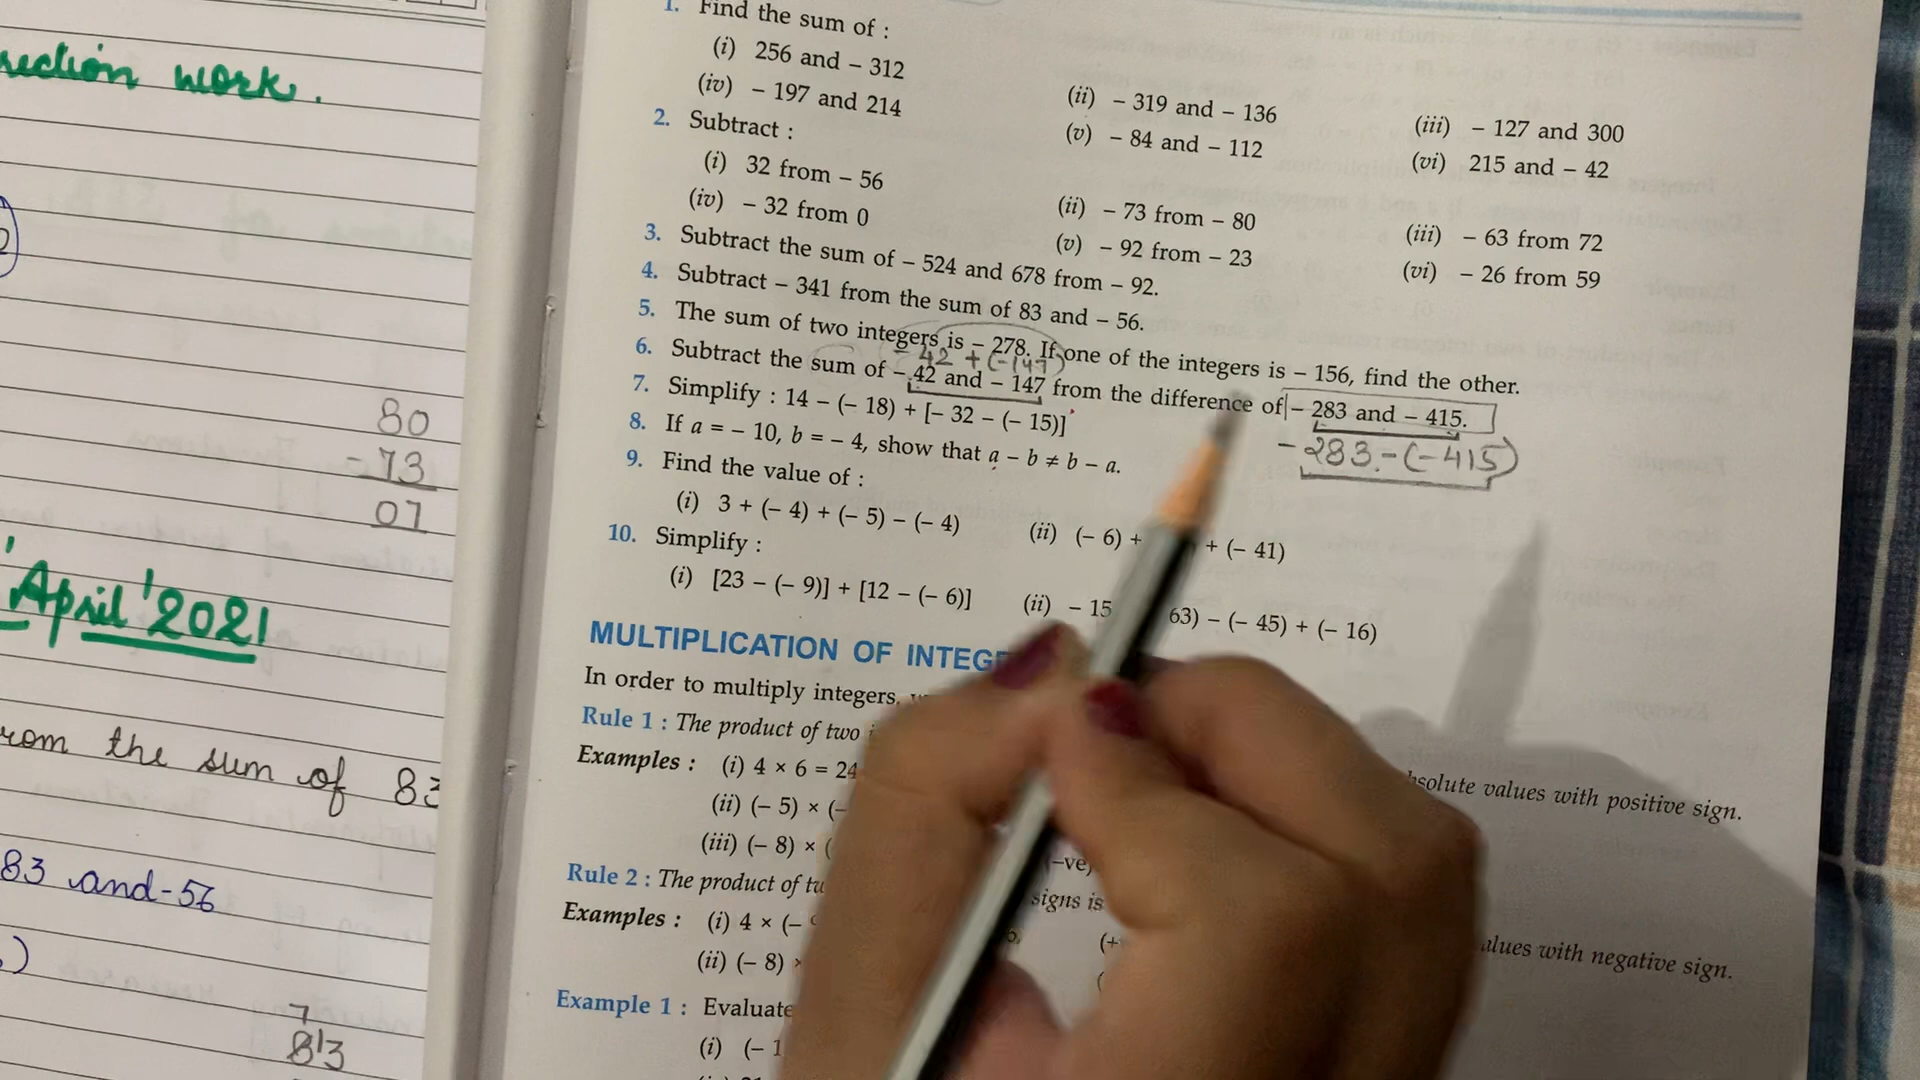 rection work.
80
- 73
07
April '2021
rom the sum of 83
83 and -56
7
813
1. Find the sum of :
(i) 256 and – 312
(ii) – 319 and – 136
(iii) – 127 and 300
(iv) – 197 and 214
(v) – 84 and – 112
(vi) 215 and – 42
2. Subtract :
(i) 32 from – 56
(ii) – 73 from – 80
(iii) – 63 from 72
(iv) – 32 from 0
(v) – 92 from – 23
(vi) – 26 from 59
3. Subtract the sum of – 524 and 678 from – 92.
4. Subtract – 341 from the sum of 83 and – 56.
5. The sum of two integers is – 278. If one of the integers is – 156, find the other.
- 42 + (-147)
6. Subtract the sum of – 42 and – 147 from the difference of – 283 and – 415.
- 283 - (-415)
7. Simplify : 14 – (– 18) + [– 32 – (– 15)]
8. If a = – 10, b = – 4, show that a – b ≠ b – a.
9. Find the value of :
(i) 3 + (– 4) + (– 5) – (– 4)
(ii) (– 6) + + (– 41)
10. Simplify :
(i) [23 – (– 9)] + [12 – (– 6)]
(ii) – 15 63) – (– 45) + (– 16)
MULTIPLICATION OF INTEG
In order to multiply integers,
Rule 1 : The product of two
bsolute values with positive sign.
Examples : (i) 4 × 6 = 24
(ii) (– 5) × (–
(iii) (– 8) × (
(–ve)
Rule 2 : The product of tw
signs is
alues with negative sign.
Examples : (i) 4 × (–
(+
(ii) (– 8) ×
Example 1 : Evaluate
(i) (– 1